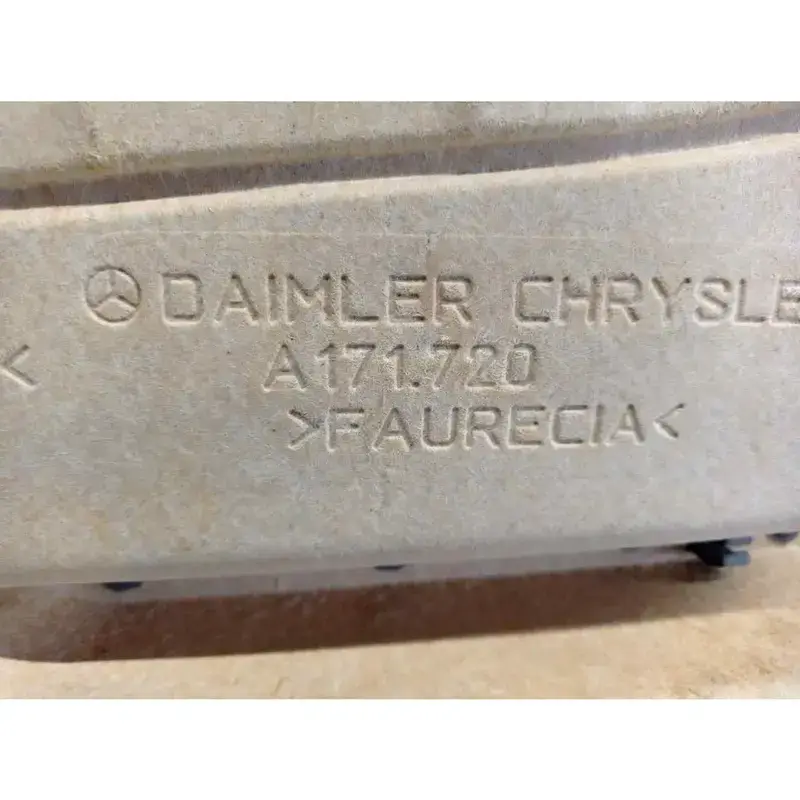 DAIMLER CHRYSLE
<
A171.720
>FAURECIA<